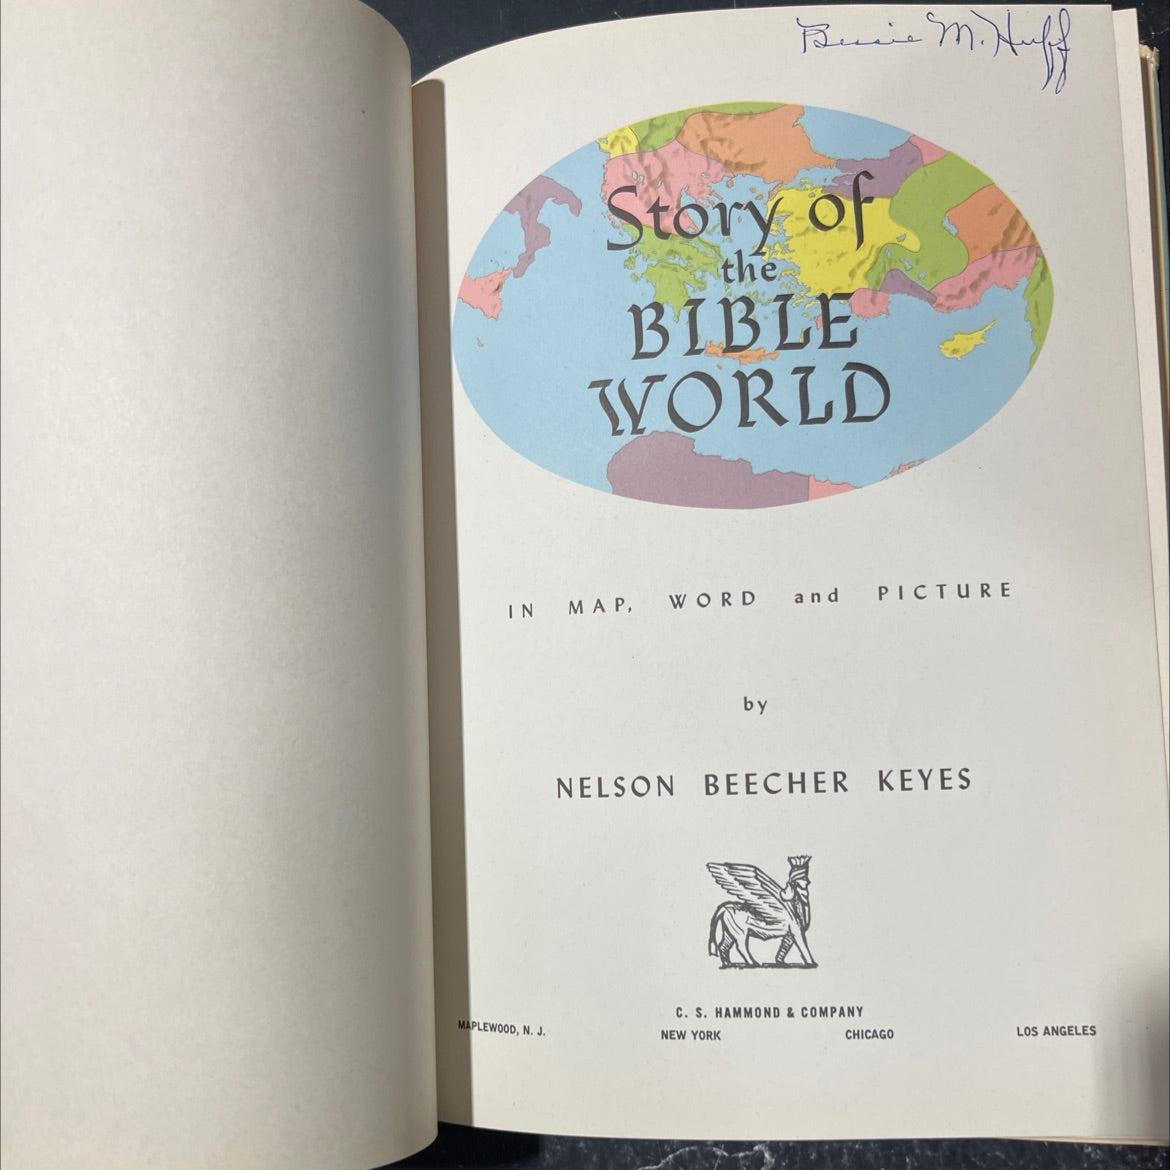 Bessie M. Huff
Story of
the
BIBLE
WORLD
IN MAP, WORD and PICTURE
by
NELSON BEECHER KEYES
C. S. HAMMOND & COMPANY
MAPLEWOOD, N. J. NEW YORK CHICAGO LOS ANGELES